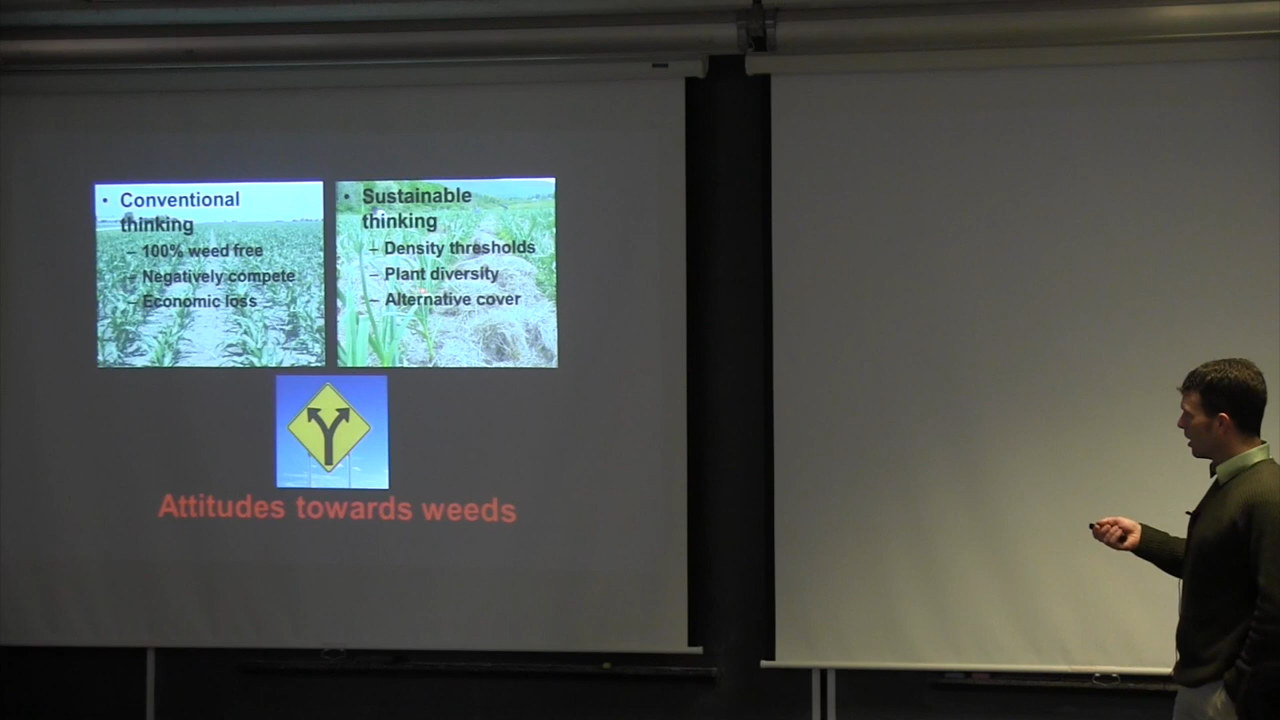 • Conventional
thinking
– 100% weed free
– Negatively compete
– Economic loss
• Sustainable
thinking
– Density thresholds
– Plant diversity
– Alternative cover
Attitudes towards weeds